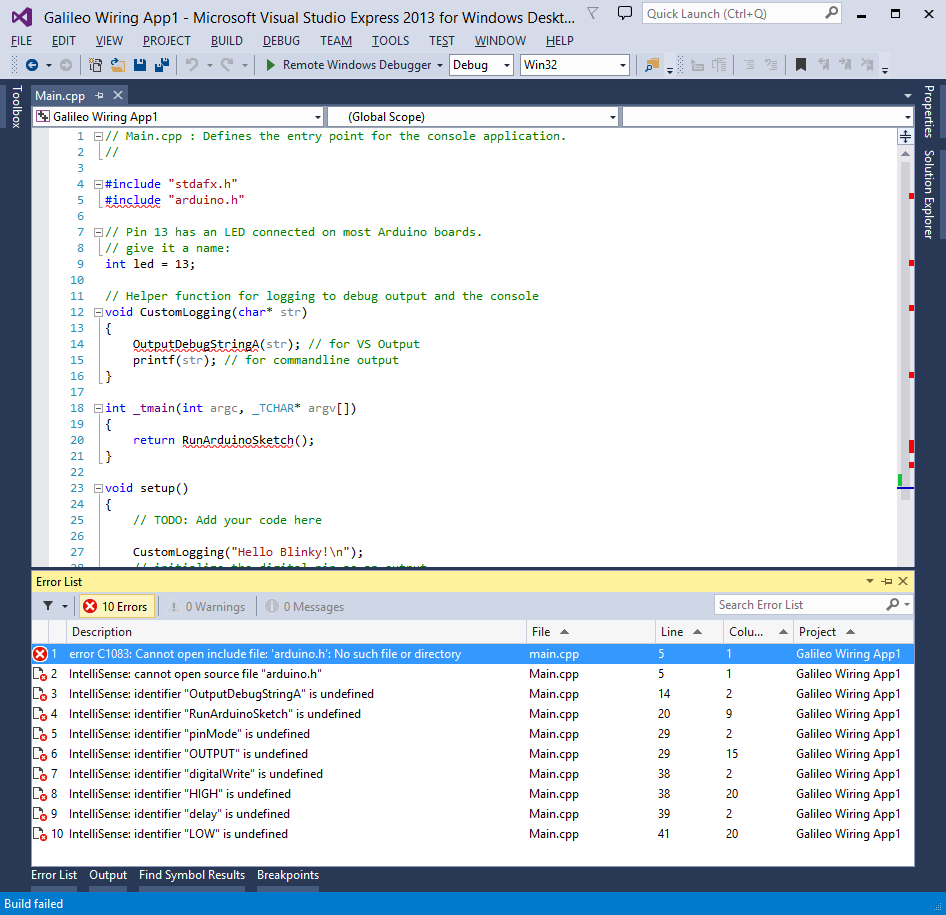 Galileo Wiring App1 - Microsoft Visual Studio Express 2013 for Windows Deskt...
Quick Launch (Ctrl+Q)
FILE EDIT VIEW PROJECT BUILD DEBUG TEAM TOOLS TEST WINDOW HELP
Remote Windows Debugger Debug Win32
Toolbox
Main.cpp
Galileo Wiring App1 (Global Scope)
1 // Main.cpp : Defines the entry point for the console application.
2 //
3
4 #include "stdafx.h"
5 #include "arduino.h"
6
7 // Pin 13 has an LED connected on most Arduino boards.
8 // give it a name:
9 int led = 13;
10
11 // Helper function for logging to debug output and the console
12 void CustomLogging(char* str)
13 {
14 OutputDebugStringA(str); // for VS Output
15 printf(str); // for commandline output
16 }
17
18 int _tmain(int argc, _TCHAR* argv[])
19 {
20 return RunArduinoSketch();
21 }
22
23 void setup()
24 {
25 // TODO: Add your code here
26
27 CustomLogging("Hello Blinky!\n");
28 // initialize the digital pin as an output.
Properties
Solution Explorer
Error List
10 Errors 0 Warnings 0 Messages
Search Error List
Description File Line Colu... Project
1 error C1083: Cannot open include file: 'arduino.h': No such file or directory main.cpp 5 1 Galileo Wiring App1
2 IntelliSense: cannot open source file "arduino.h" Main.cpp 5 1 Galileo Wiring App1
3 IntelliSense: identifier "OutputDebugStringA" is undefined Main.cpp 14 2 Galileo Wiring App1
4 IntelliSense: identifier "RunArduinoSketch" is undefined Main.cpp 20 9 Galileo Wiring App1
5 IntelliSense: identifier "pinMode" is undefined Main.cpp 29 2 Galileo Wiring App1
6 IntelliSense: identifier "OUTPUT" is undefined Main.cpp 29 15 Galileo Wiring App1
7 IntelliSense: identifier "digitalWrite" is undefined Main.cpp 38 2 Galileo Wiring App1
8 IntelliSense: identifier "HIGH" is undefined Main.cpp 38 20 Galileo Wiring App1
9 IntelliSense: identifier "delay" is undefined Main.cpp 39 2 Galileo Wiring App1
10 IntelliSense: identifier "LOW" is undefined Main.cpp 41 20 Galileo Wiring App1
Error List Output Find Symbol Results Breakpoints
Build failed